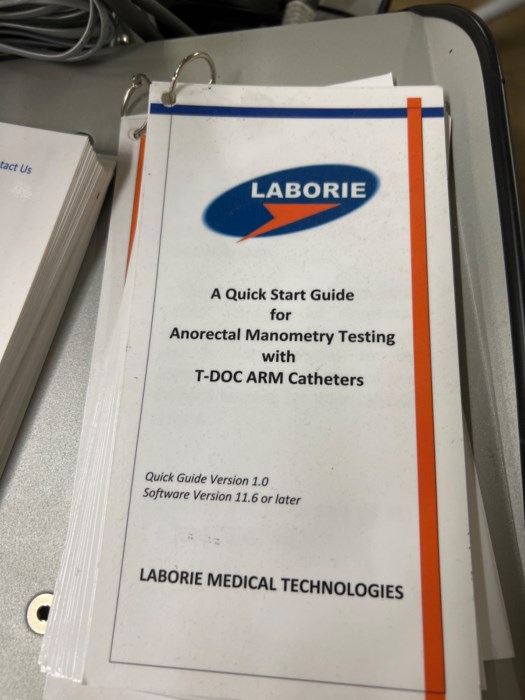 tact Us
LABORIE
A Quick Start Guide
for
Anorectal Manometry Testing
with
T-DOC ARM Catheters
Quick Guide Version 1.0
Software Version 11.6 or later
LABORIE MEDICAL TECHNOLOGIES